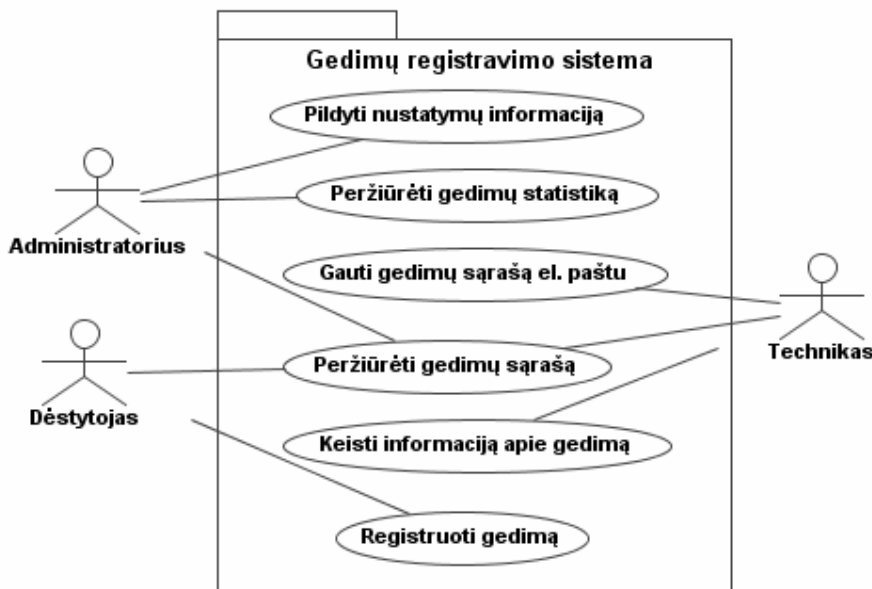 Gedimų registravimo sistema
Pildyti nustatymų informaciją
Peržiūrėti gedimų statistiką
Administratorius
Gauti gedimų sąrašą el. paštu
Technikas
Peržiūrėti gedimų sąrašą
Dėstytojas
Keisti informaciją apie gedimą
Registruoti gedimą